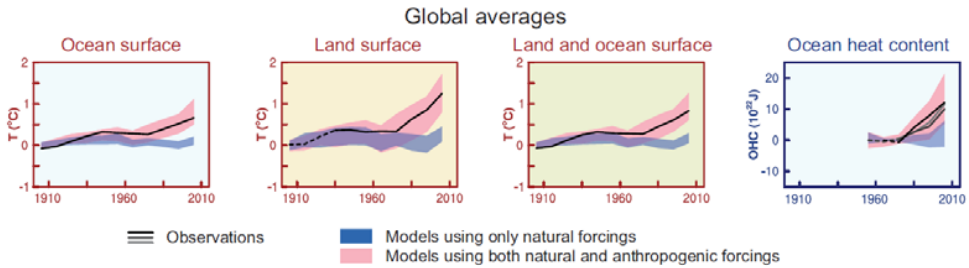 Global averages
Ocean surface
Land surface
Land and ocean surface
Ocean heat content
2
1
0
-1
T (°C)
1910
1960
2010
2
1
0
-1
T (°C)
1910
1960
2010
2
1
0
-1
T (°C)
1910
1960
2010
20
10
0
-10
OHC (10²²J)
1910
1960
2010
Observations
Models using only natural forcings
Models using both natural and anthropogenic forcings